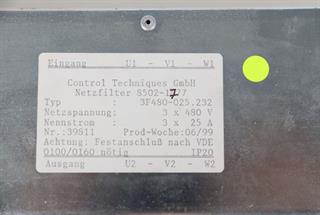 Eingang U1 - V1 - W1
Control Techniques GmbH
Netzfilter 8502-1777
Typ : 3F480-025.232
Netzspannung: 3 x 480 V
Nennstrom : 3 x 25 A
Nr.:39811 Prod-Woche:06/99
Achtung: Festanschluß nach VDE
0100/0160 nötig IP20
Ausgang U2 - V2 - W2